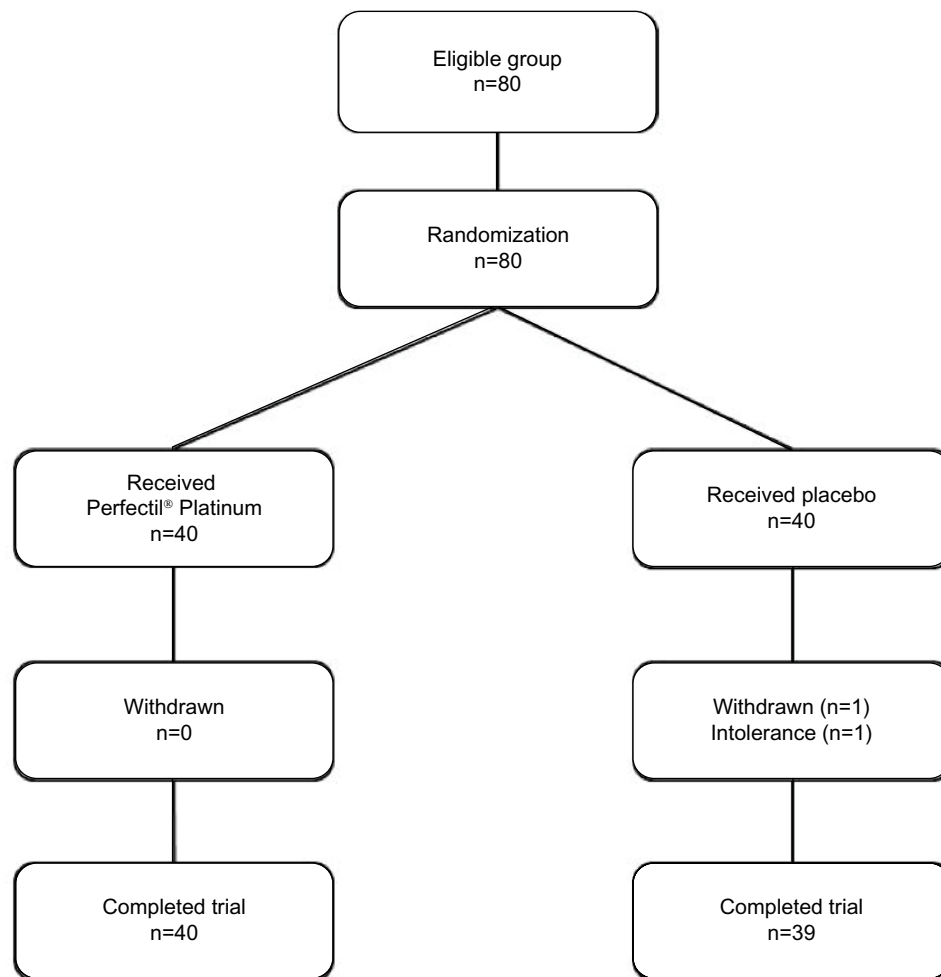 Eligible group
n=80
Randomization
n=80
Received
Perfectil® Platinum
n=40
Received placebo
n=40
Withdrawn
n=0
Withdrawn (n=1)
Intolerance (n=1)
Completed trial
n=40
Completed trial
n=39